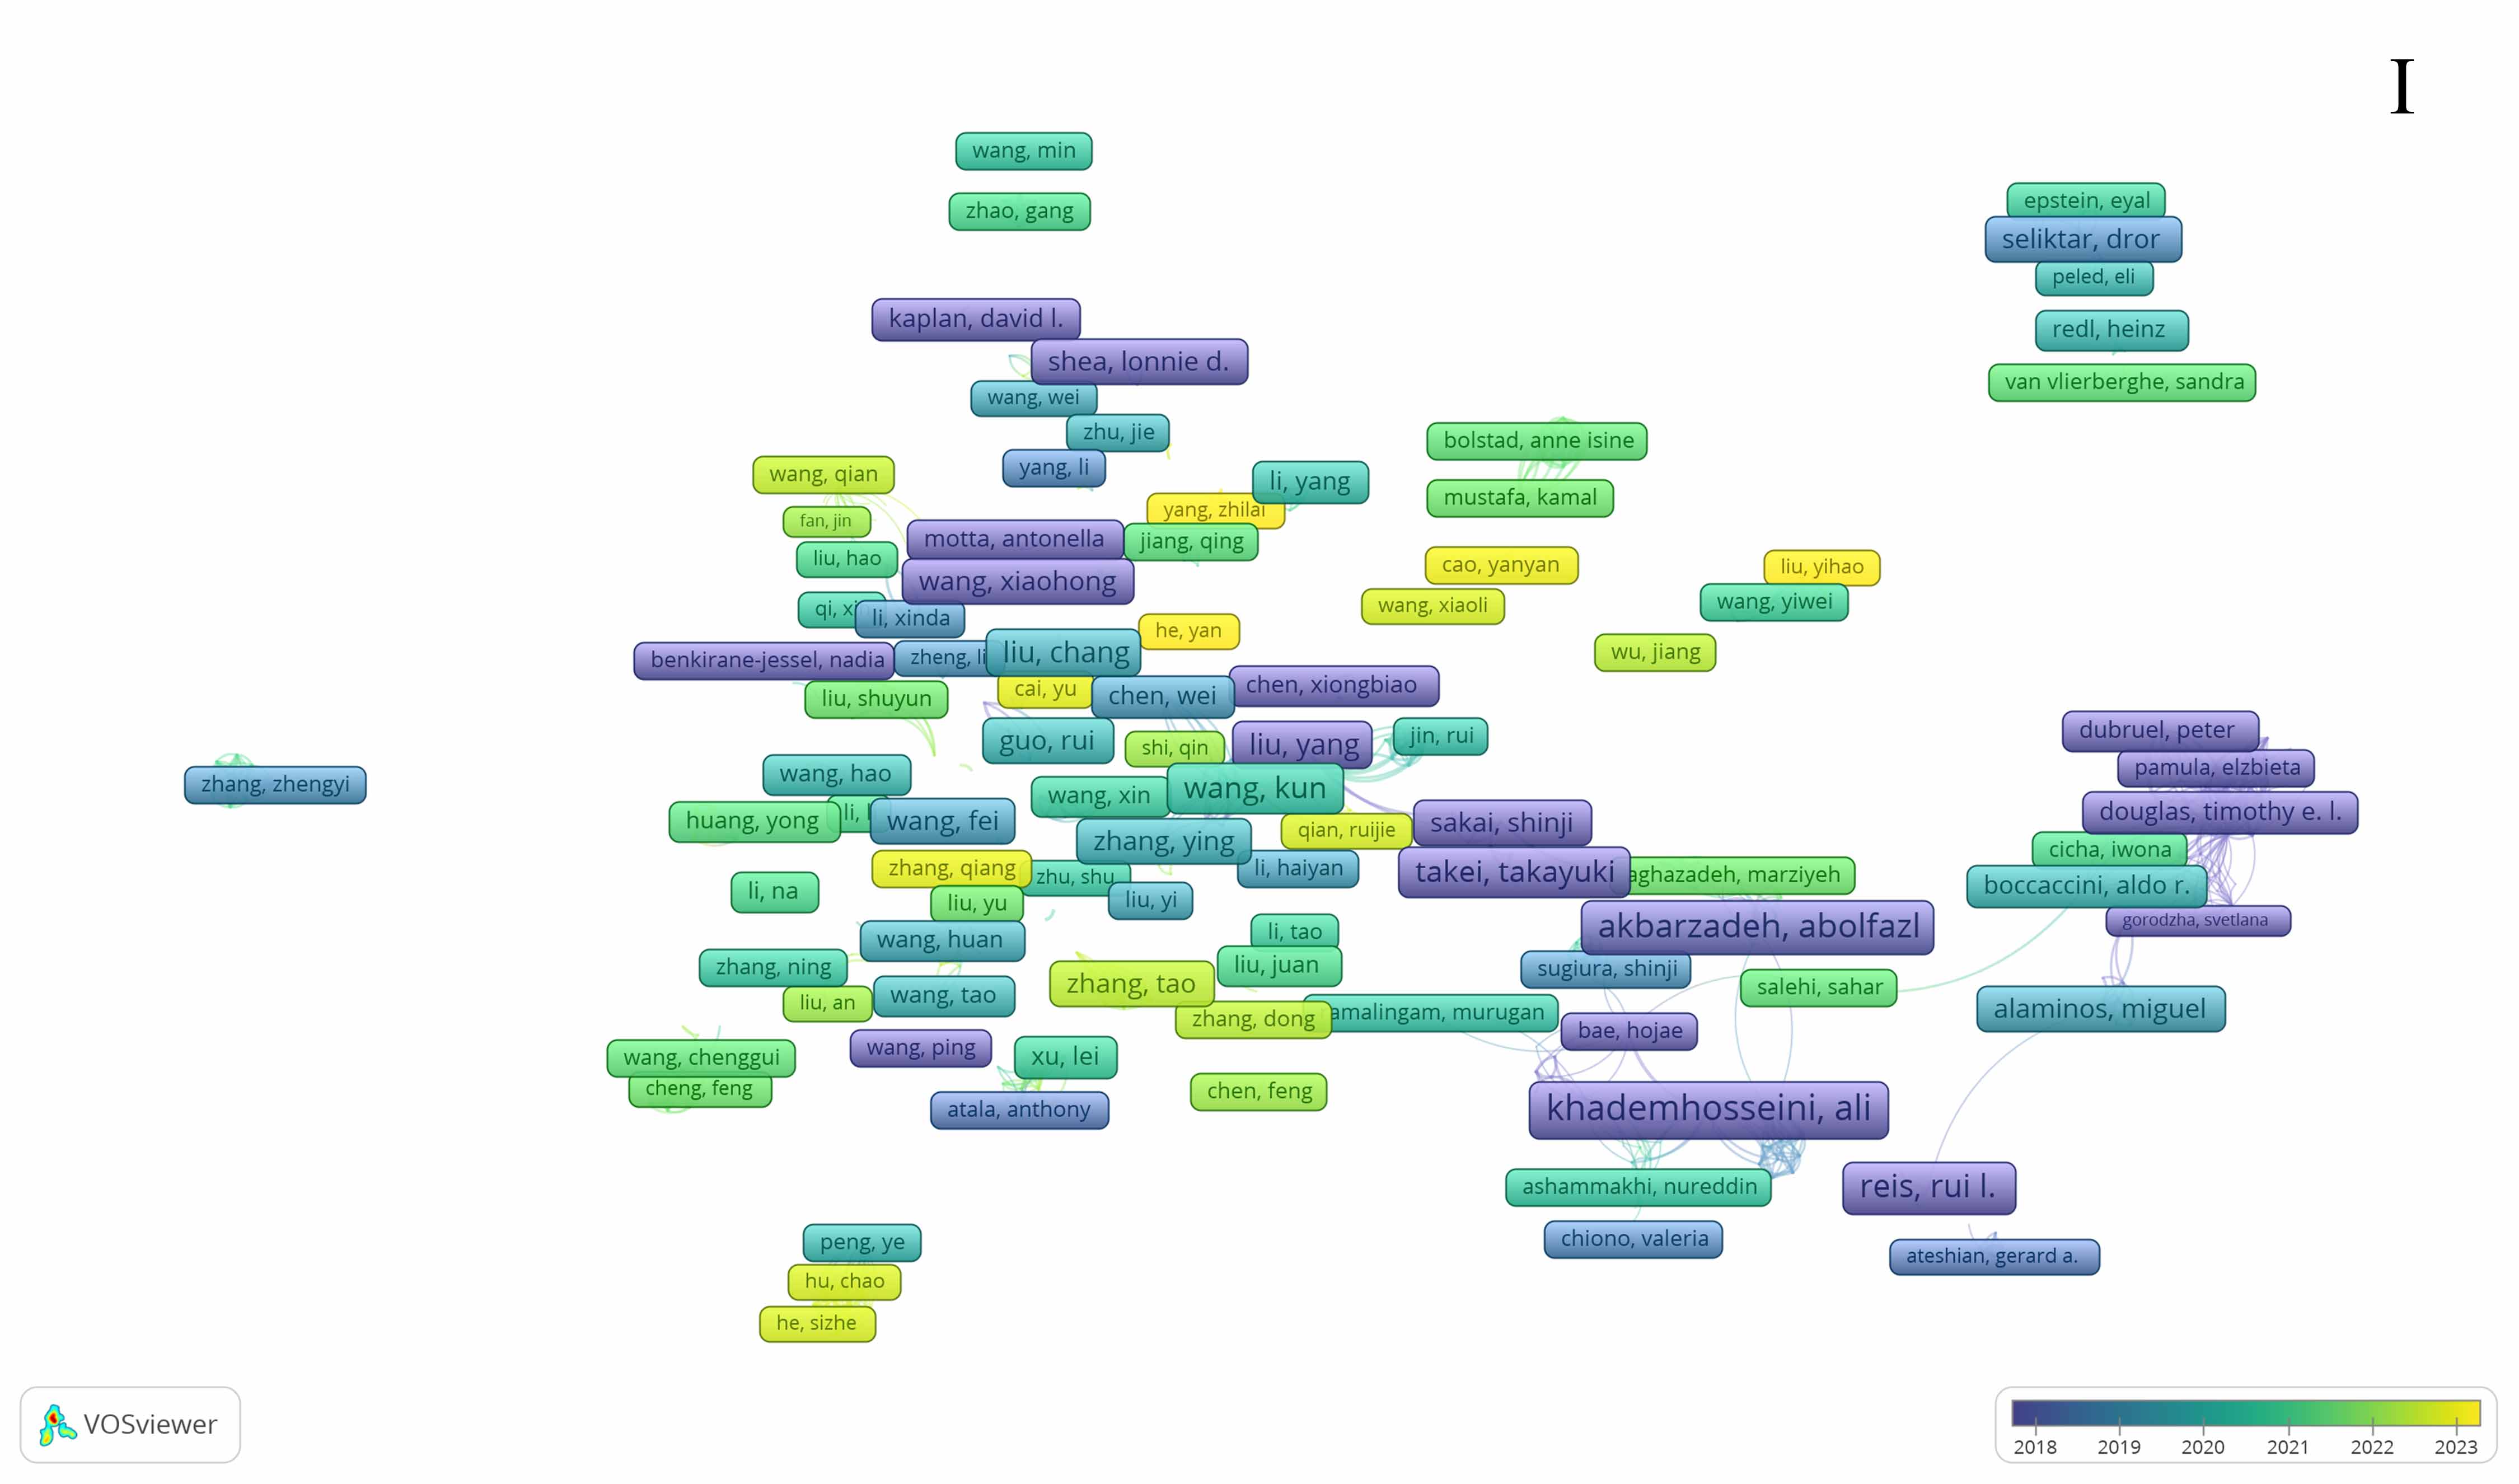 I
wang, min
zhao, gang
epstein, eyal
seliktar, dror
peled, eli
redl, heinz
van vlierberghe, sandra
kaplan, david l.
shea, lonnie d.
wang, wei
zhu, jie
yang, li
bolstad, anne isine
mustafa, kamal
wang, qian
li, yang
yang, zhilai
fan, jin
motta, antonella
jiang, qing
liu, hao
cao, yanyan
liu, yihao
wang, xiaohong
wang, xiaoli
wang, yiwei
qi,
li, xinda
he, yan
benkirane-jessel, nadia
zheng,
liu, chang
wu, jiang
cai, yu
chen, wei
chen, xiongbiao
liu, shuyun
guo, rui
shi, qin
liu, yang
jin, rui
dubruel, peter
pamula, elzbieta
zhang, zhengyi
wang, hao
wang, xin
wang, kun
douglas, timothy e. l.
huang, yong
li,
wang, fei
zhang, ying
qian, ruijie
sakai, shinji
cicha, iwona
zhang, qiang
zhu, shu
li, haiyan
takei, takayuki
aghazadeh, marziyeh
boccaccini, aldo r.
li, na
liu, yu
liu, yi
gorodzha, svetlana
wang, huan
li, tao
akbarzadeh, abolfazl
zhang, ning
liu, juan
sugiura, shinji
liu, an
wang, tao
zhang, tao
salehi, sahar
zhang, dong
amalingam, murugan
alaminos, miguel
wang, ping
bae, hojae
wang, chenggui
xu, lei
cheng, feng
atala, anthony
chen, feng
khademhosseini, ali
ashammakhi, nureddin
reis, rui l.
peng, ye
chiono, valeria
ateshian, gerard a.
hu, chao
he, sizhe
VOSviewer
2018 2019 2020 2021 2022 2023